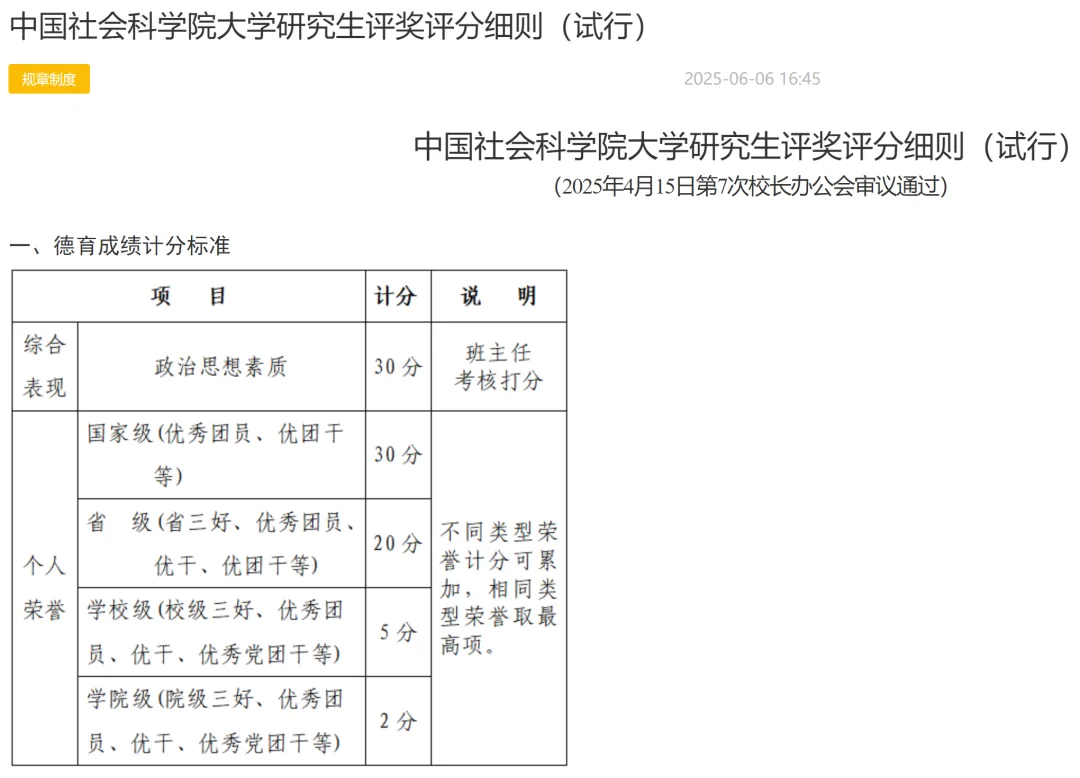 中国社会科学院大学研究生评奖评分细则（试行）
规章制度
2025-06-06 16:45
中国社会科学院大学研究生评奖评分细则（试行）
（2025年4月15日第7次校长办公会审议通过）
一、德育成绩计分标准
项 目
计分
说 明
综合
表现
政治思想素质
30 分
班主任
考核打分
个人
荣誉
国家级(优秀团员、优团干
等)
30 分
省 级(省三好、优秀团员、
优干、优团干等)
20 分
学校级(校级三好、优秀团
员、优干、优秀党团干等)
5 分
学院级(院级三好、优秀团
员、优干、优秀党团干等)
2 分
不同类型荣
誉计分可累
加，相同类
型荣誉取最
高项。